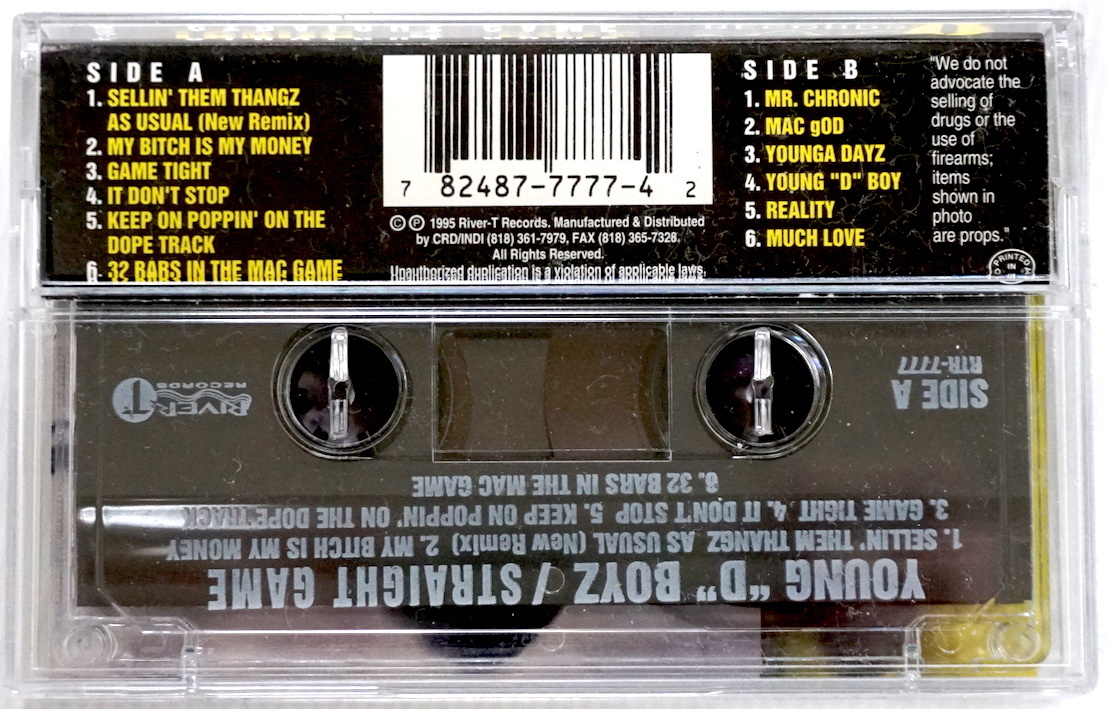 SIDE A
1. SELLIN' THEM THANGZ
AS USUAL (New Remix)
2. MY BITCH IS MY MONEY
3. GAME TIGHT
4. IT DON'T STOP
5. KEEP ON POPPIN' ON THE
DOPE TRACK
6. 32 BARS IN THE MAC GAME
7 82487-7777-4 2
© ℗ 1995 River-T Records. Manufactured & Distributed
by CRD/INDI (818) 361-7979, FAX (818) 365-7328.
All Rights Reserved.
Unauthorized duplication is a violation of applicable laws.
SIDE B
1. MR. CHRONIC
2. MAC gOD
3. YOUNGA DAYZ
4. YOUNG "D" BOY
5. REALITY
6. MUCH LOVE
"We do not
advocate the
selling of
drugs or the
use of
firearms;
items
shown in
photo
are props."
PRINTED
IN
YOUNG "D" BOYZ / STRAIGHT GAME
1. SELLIN' THEM THANGZ AS USUAL (New Remix) 2. MY BITCH IS MY MONEY
3. GAME TIGHT 4. IT DON'T STOP 5. KEEP ON POPPIN' ON THE DOPE TRACK
6. 32 BARS IN THE MAC GAME
SIDE A
RTR-7777
RIVER T
RECORDS